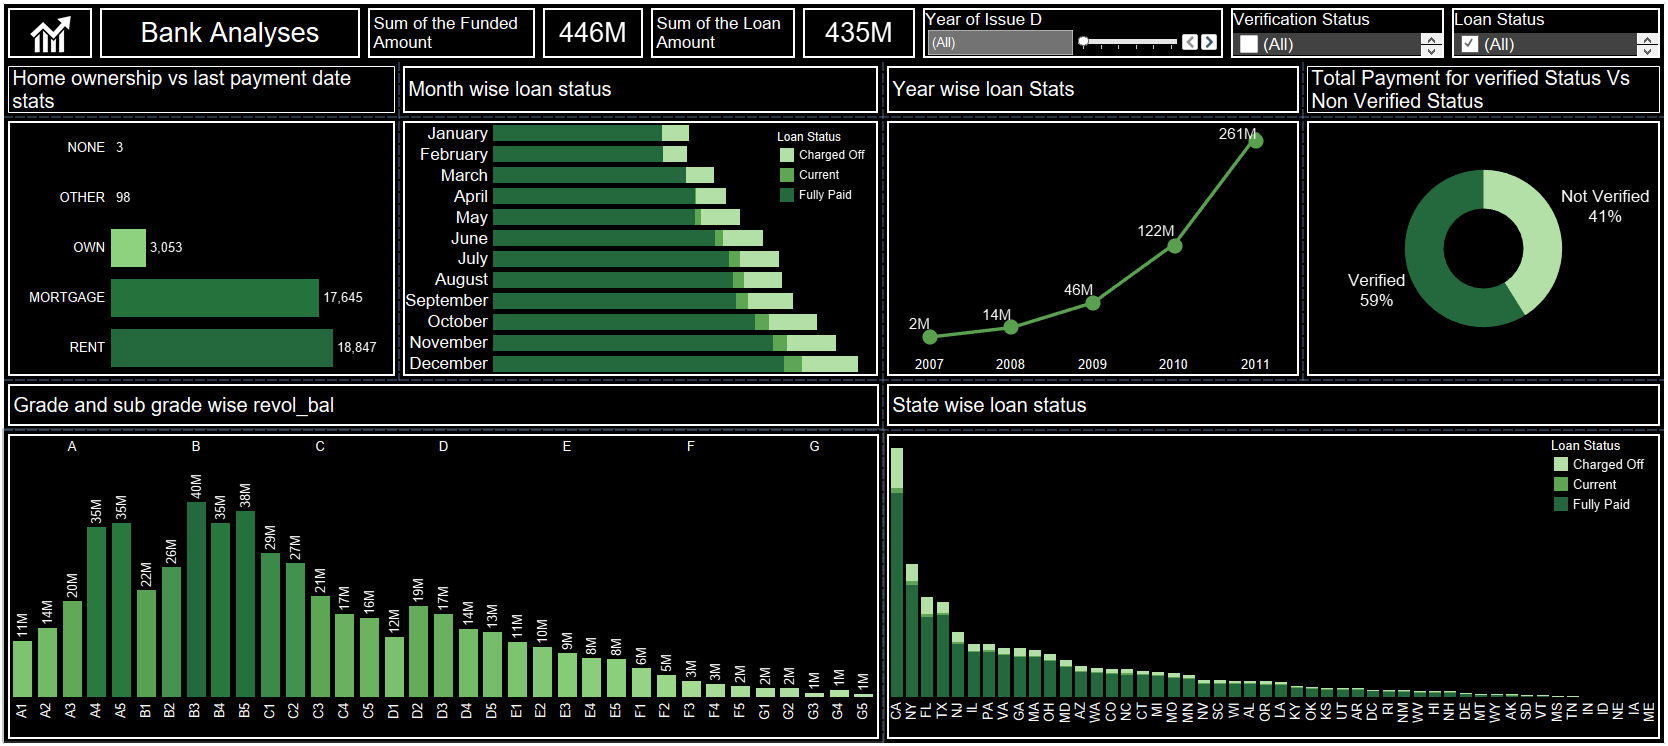 Bank Analyses
Sum of the Funded
Amount
446M
Sum of the Loan
Amount
435M
Year of Issue D
(All)
Verification Status
(All)
Loan Status
(All)
Home ownership vs last payment date
stats
NONE 3
OTHER 98
OWN 3,053
MORTGAGE 17,645
RENT 18,847
Month wise loan status
January
February
March
April
May
June
July
August
September
October
November
December
Loan Status
Charged Off
Current
Fully Paid
Year wise loan Stats
2M
14M
46M
122M
261M
2007 2008 2009 2010 2011
Total Payment for verified Status Vs
Non Verified Status
Not Verified
41%
Verified
59%
Grade and sub grade wise revol_bal
A B C D E F G
11M 14M 20M 35M 35M 22M 26M 40M 35M 38M 29M 27M 21M 17M 16M 12M 19M 17M 14M 13M 11M 10M 9M 8M 8M 6M 5M 3M 3M 2M 2M 2M 1M 1M 1M
A1 A2 A3 A4 A5 B1 B2 B3 B4 B5 C1 C2 C3 C4 C5 D1 D2 D3 D4 D5 E1 E2 E3 E4 E5 F1 F2 F3 F4 F5 G1 G2 G3 G4 G5
State wise loan status
Loan Status
Charged Off
Current
Fully Paid
CA NY FL TX NJ IL PA VA GA MA OH MD AZ WA CO NC CT MI MO MN NV SC WI AL OR LA KY OK KS UT AR DC RI NM WV HI NH DE MT WY AK SD VT MS TN IN ID NE IA ME